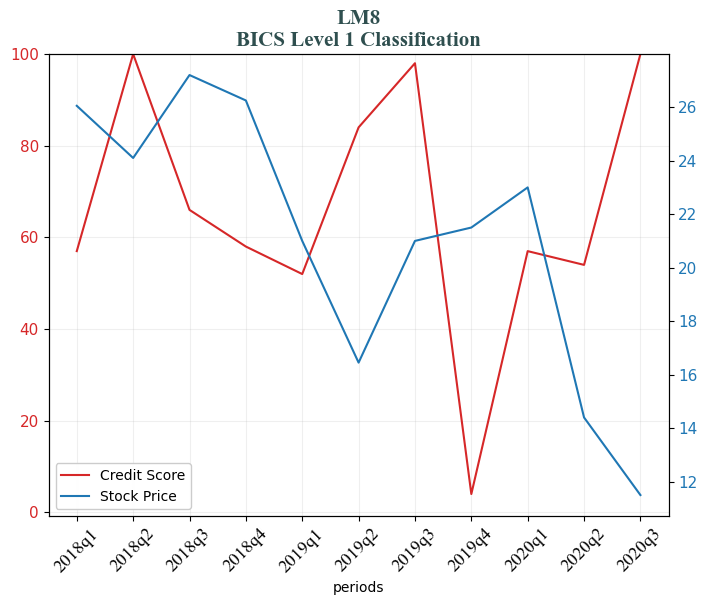 LM8
BICS Level 1 Classification
100
80
60
40
20
0
26
24
22
20
18
16
14
12
Credit Score
Stock Price
2018q1
2018q2
2018q3
2018q4
2019q1
2019q2
2019q3
2019q4
2020q1
2020q2
2020q3
periods